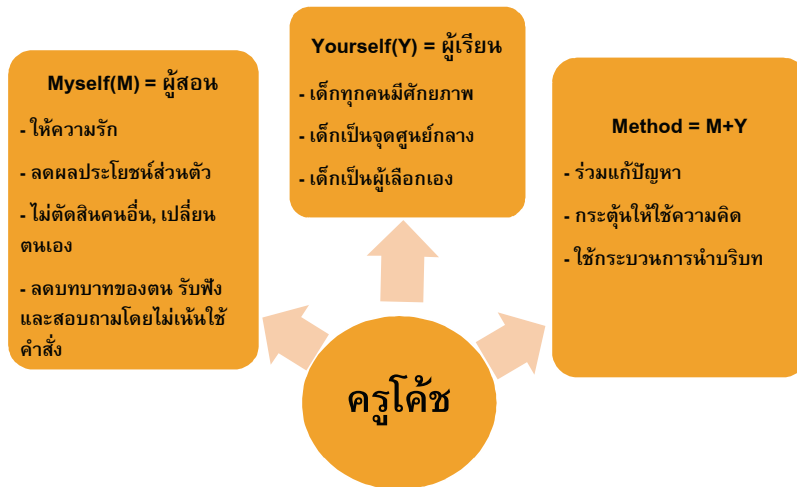 Myself(M) = ผู้สอน
- ให้ความรัก
- ลดผลประโยชน์ส่วนตัว
- ไม่ตัดสินคนอื่น, เปลี่ยน
ตนเอง
- ลดบทบาทของตน รับฟัง
และสอบถามโดยไม่เน้นใช้
คำสั่ง
Yourself(Y) = ผู้เรียน
- เด็กทุกคนมีศักยภาพ
- เด็กเป็นจุดศูนย์กลาง
- เด็กเป็นผู้เลือกเอง
Method = M+Y
- ร่วมแก้ปัญหา
- กระตุ้นให้ใช้ความคิด
- ใช้กระบวนการนำบริบท
ครูโค้ช